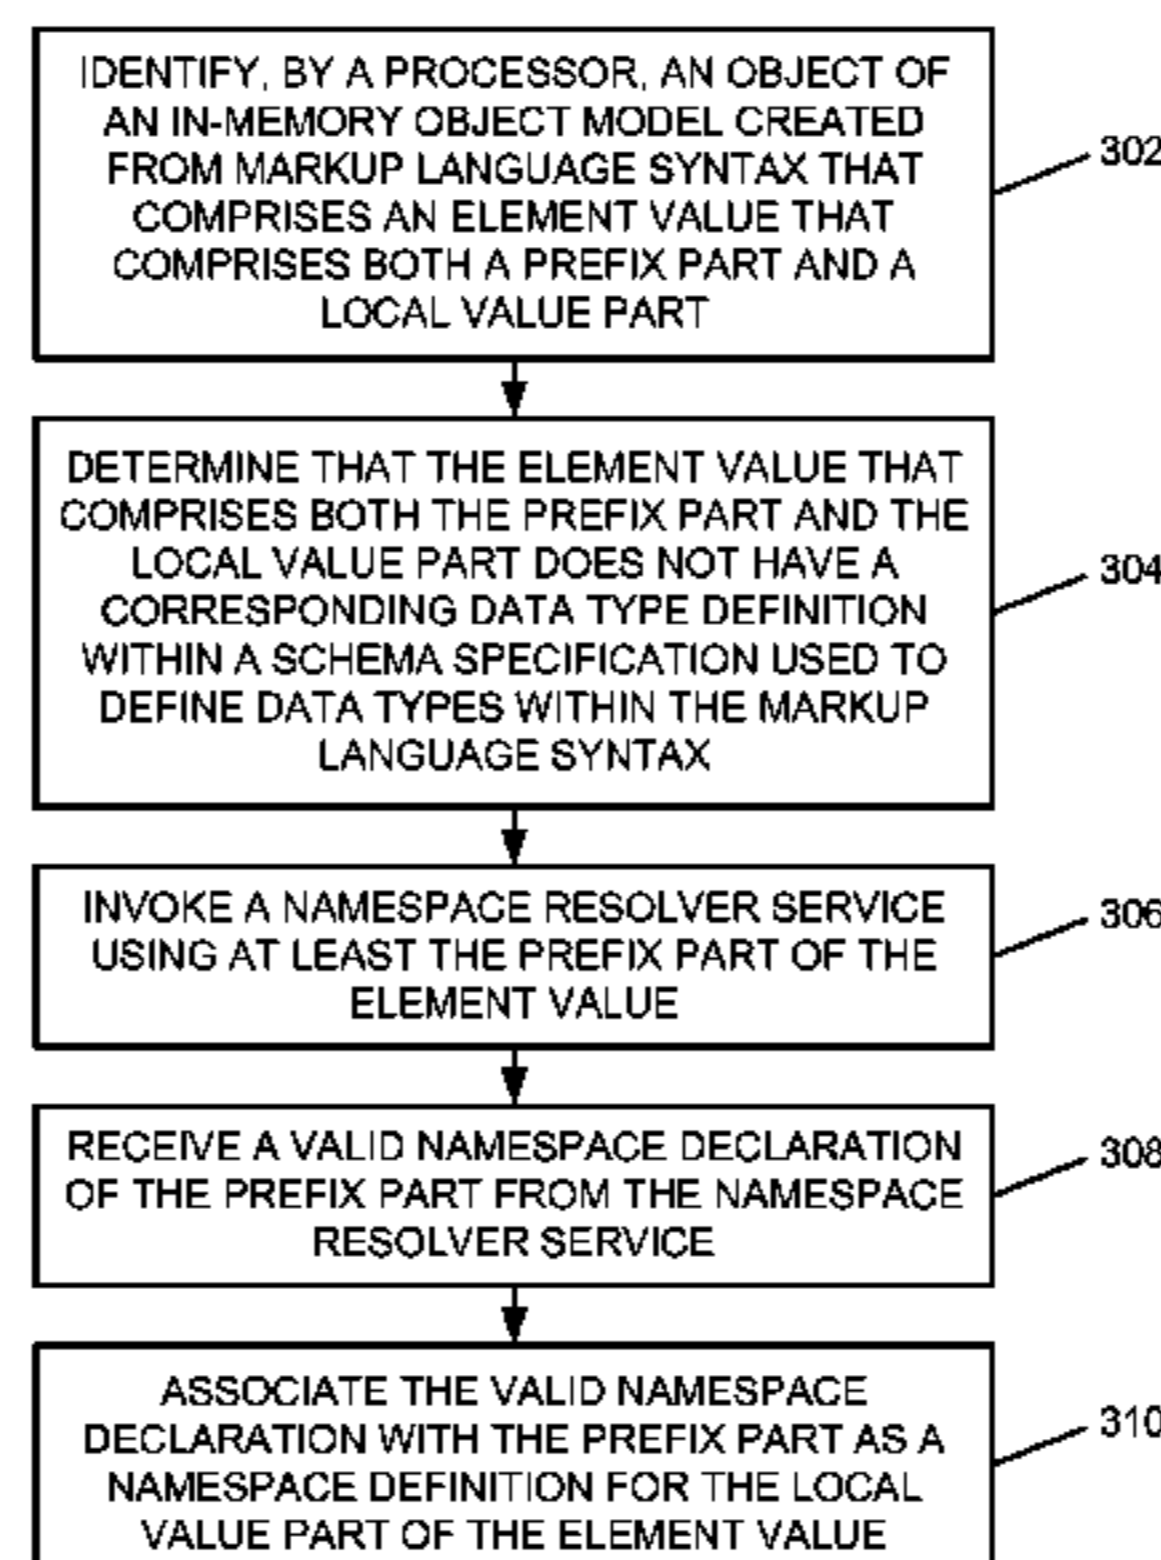 IDENTIFY, BY A PROCESSOR, AN OBJECT OF
AN IN-MEMORY OBJECT MODEL CREATED
FROM MARKUP LANGUAGE SYNTAX THAT
COMPRISES AN ELEMENT VALUE THAT
COMPRISES BOTH A PREFIX PART AND A
LOCAL VALUE PART
302
DETERMINE THAT THE ELEMENT VALUE THAT
COMPRISES BOTH THE PREFIX PART AND THE
LOCAL VALUE PART DOES NOT HAVE A
CORRESPONDING DATA TYPE DEFINITION
WITHIN A SCHEMA SPECIFICATION USED TO
DEFINE DATA TYPES WITHIN THE MARKUP
LANGUAGE SYNTAX
304
INVOKE A NAMESPACE RESOLVER SERVICE
USING AT LEAST THE PREFIX PART OF THE
ELEMENT VALUE
306
RECEIVE A VALID NAMESPACE DECLARATION
OF THE PREFIX PART FROM THE NAMESPACE
RESOLVER SERVICE
308
ASSOCIATE THE VALID NAMESPACE
DECLARATION WITH THE PREFIX PART AS A
NAMESPACE DEFINITION FOR THE LOCAL
VALUE PART OF THE ELEMENT VALUE
310